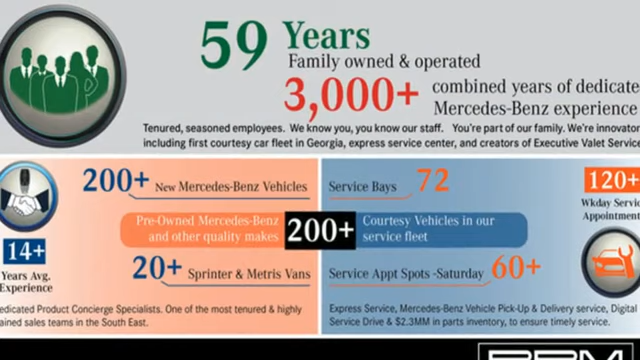 59 Years
Family owned & operated
3,000+ combined years of dedicate
Mercedes-Benz experience
Tenured, seasoned employees. We know you, you know our staff. You're part of our family. We're innovator
including first courtesy car fleet in Georgia, express service center, and creators of Executive Valet Service
200+ New Mercedes-Benz Vehicles
Pre-Owned Mercedes-Benz
and other quality makes
200+
14+
Years Avg.
Experience
20+ Sprinter & Metris Vans
edicated Product Concierge Specialists. One of the most tenured & highly
ained sales teams in the South East.
Service Bays 72
Courtesy Vehicles in our
service fleet
120+
Wkday Servic
Appointment
Service Appt Spots -Saturday 60+
Express Service, Mercedes-Benz Vehicle Pick-Up & Delivery service, Digital
Service Drive & $2.3MM in parts inventory, to ensure timely service.